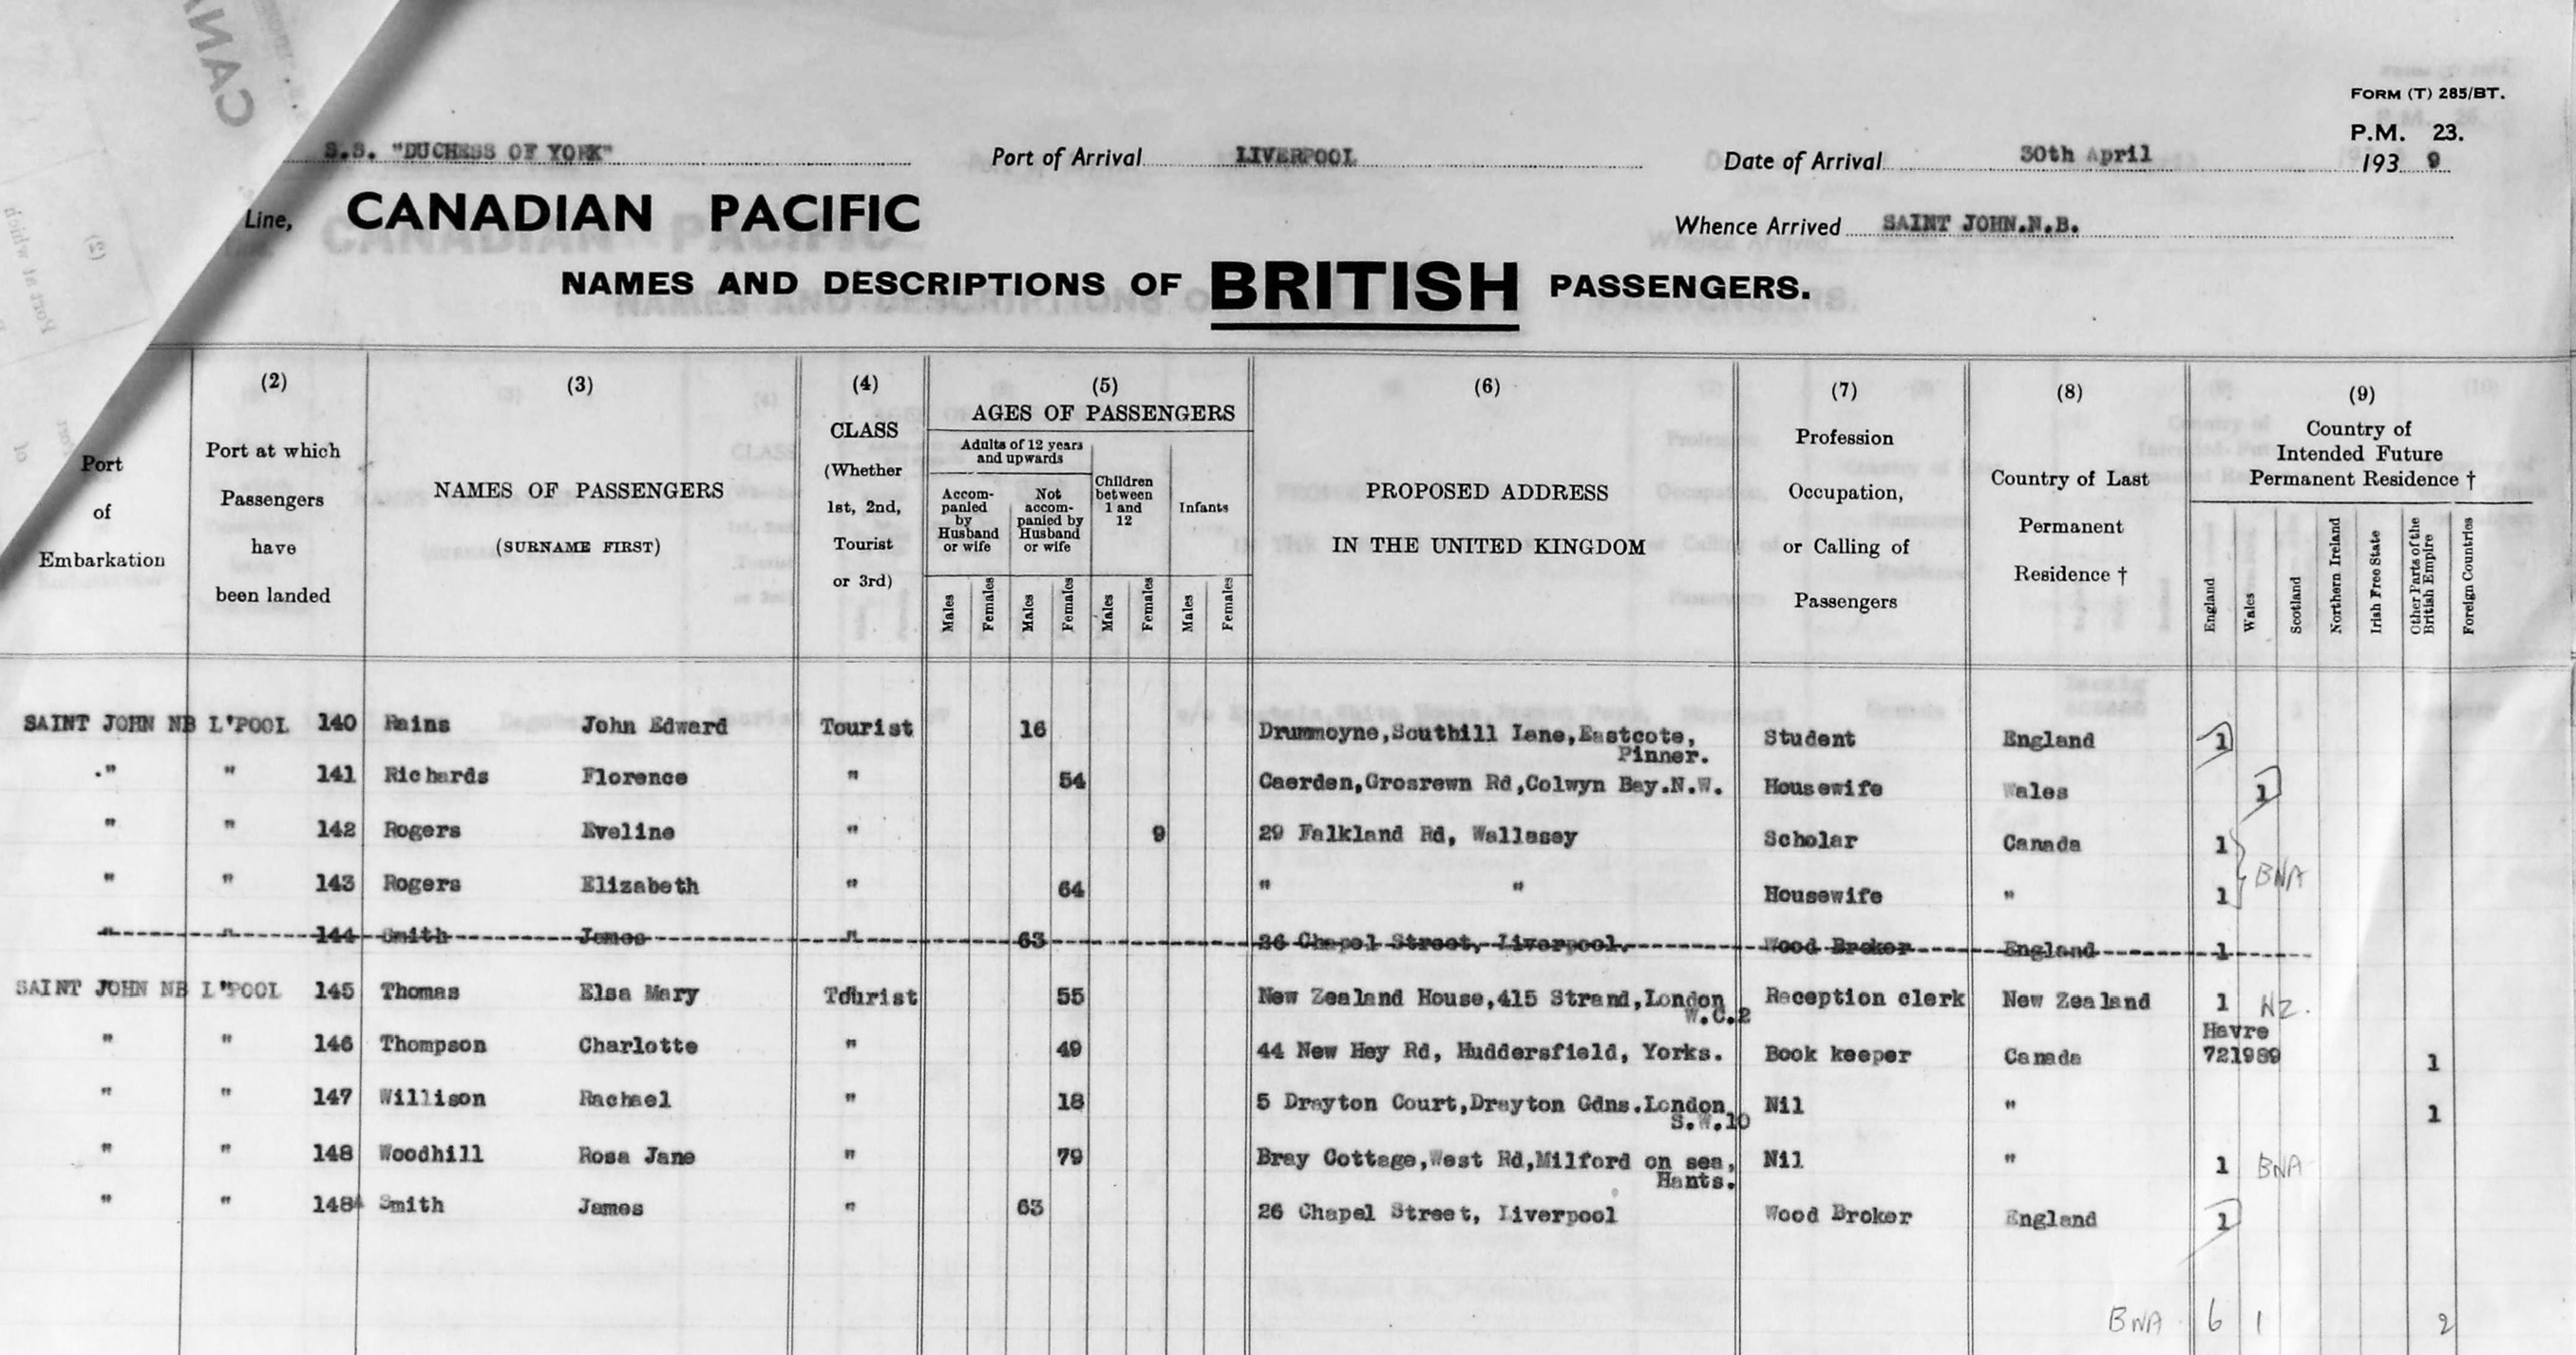 FORM (T) 285/BT.
P.M. 23.
S.S. "DUCHESS OF YORK" Port of Arrival LIVERPOOL Date of Arrival 30th April 193 9
Line, CANADIAN PACIFIC Whence Arrived SAINT JOHN.N.B.
NAMES AND DESCRIPTIONS OF BRITISH PASSENGERS.
Port
of
Embarkation
(2)
Port at which
Passengers
have
been landed
(3)
NAMES OF PASSENGERS
(SURNAME FIRST)
(4)
CLASS
(Whether
1st, 2nd,
Tourist
or 3rd)
(5)
AGES OF PASSENGERS
Adults of 12 years
and upwards
Accom-
panied
by
Husband
or wife
Not
accom-
panied by
Husband
or wife
Children
between
1 and
12
Infants
Males Females Males Females Males Females Males Females
(6)
PROPOSED ADDRESS
IN THE UNITED KINGDOM
(7)
Profession
Occupation,
or Calling of
Passengers
(8)
Country of Last
Permanent
Residence †
(9)
Country of
Intended Future
Permanent Residence †
England Wales Scotland Northern Ireland Irish Free State Other Parts of the British Empire Foreign Countries
SAINT JOHN NB L'POOL 140 Rains John Edward Tourist 16 Drummoyne,Southill Lane,Eastcote, Student England 1
Pinner.
" " 141 Richards Florence " 54 Caerden,Grosrewn Rd,Colwyn Bay.N.W. Housewife Wales 1
" " 142 Rogers Eveline " 9 29 Falkland Rd, Wallasey Scholar Canada 1
BNA
" " 143 Rogers Elizabeth " 64 " " Housewife " 1
" " 144 Smith James " 63 26 Chapel Street, Liverpool. Wood Broker England 1
SAINT JOHN NB L"POOL 145 Thomas Elsa Mary Tourist 55 New Zealand House,415 Strand,London Reception clerk New Zealand 1 NZ.
W.C.2
Havre
" " 146 Thompson Charlotte " 49 44 New Hey Rd, Huddersfield, Yorks. Book keeper Canada 721989 1
" " 147 Willison Rachael " 18 5 Drayton Court,Drayton Gdns.London Nil " 1
S.W.10
" " 148 Woodhill Rosa Jane " 79 Bray Cottage,West Rd,Milford on sea, Nil " 1 BNA
Hants.
" " 148A Smith James " 63 26 Chapel Street, Liverpool Wood Broker England 1
BNA 6 1 2